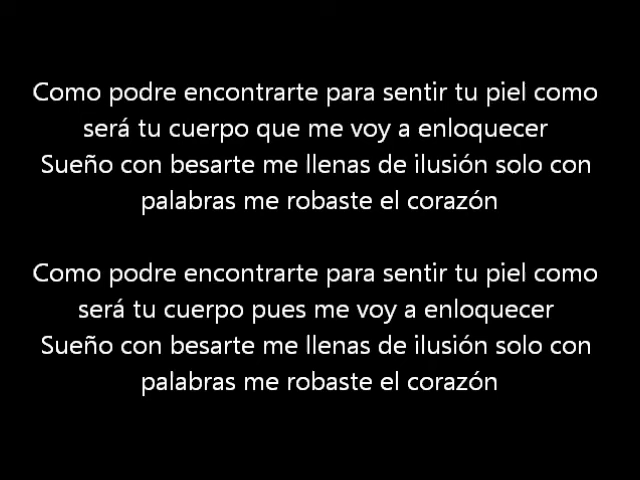 Como podre encontrarte para sentir tu piel como
será tu cuerpo que me voy a enloquecer
Sueño con besarte me llenas de ilusión solo con
palabras me robaste el corazón
Como podre encontrarte para sentir tu piel como
será tu cuerpo pues me voy a enloquecer
Sueño con besarte me llenas de ilusión solo con
palabras me robaste el corazón